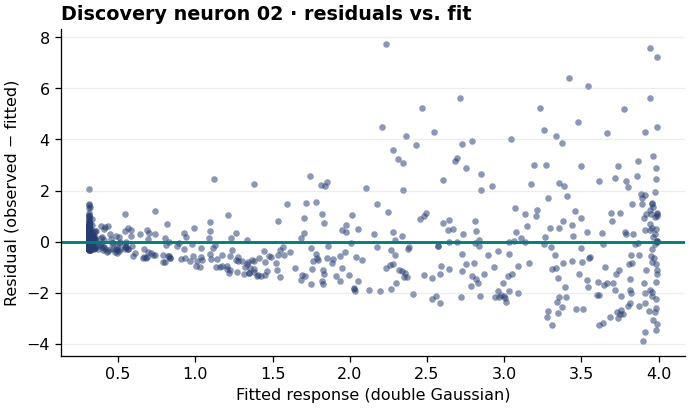 Discovery neuron 02 · residuals vs. fit
Residual (observed − fitted)
8
6
4
2
0
−2
−4
0.5 1.0 1.5 2.0 2.5 3.0 3.5 4.0
Fitted response (double Gaussian)